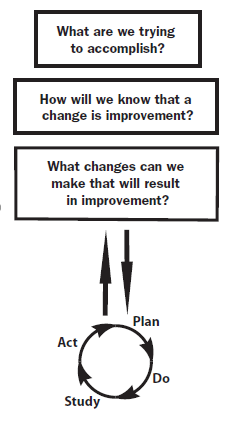 What are we trying
to accomplish?
How will we know that a
change is improvement?
What changes can we
make that will result
in improvement?
Plan
Act
Do
Study